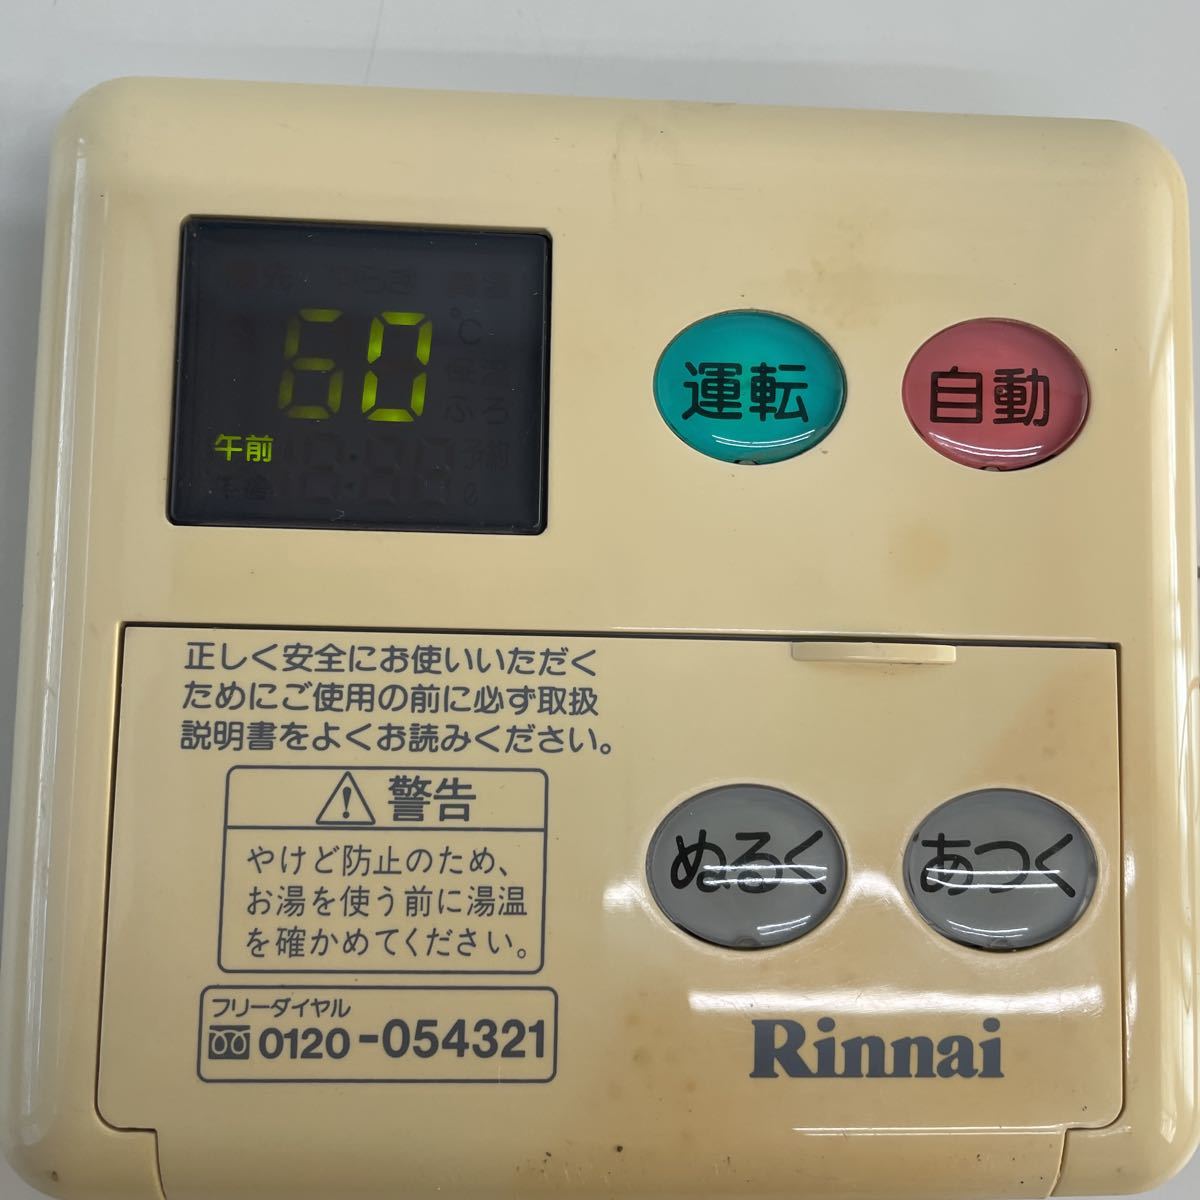 60
℃
ふろ
午前
予約
運転
自動
正しく安全にお使いいただく
ためにご使用の前に必ず取扱
説明書をよくお読みください。
警告
やけど防止のため、
お湯を使う前に湯温
を確かめてください。
フリーダイヤル
0120-054321
ぬるく
あつく
Rinnai